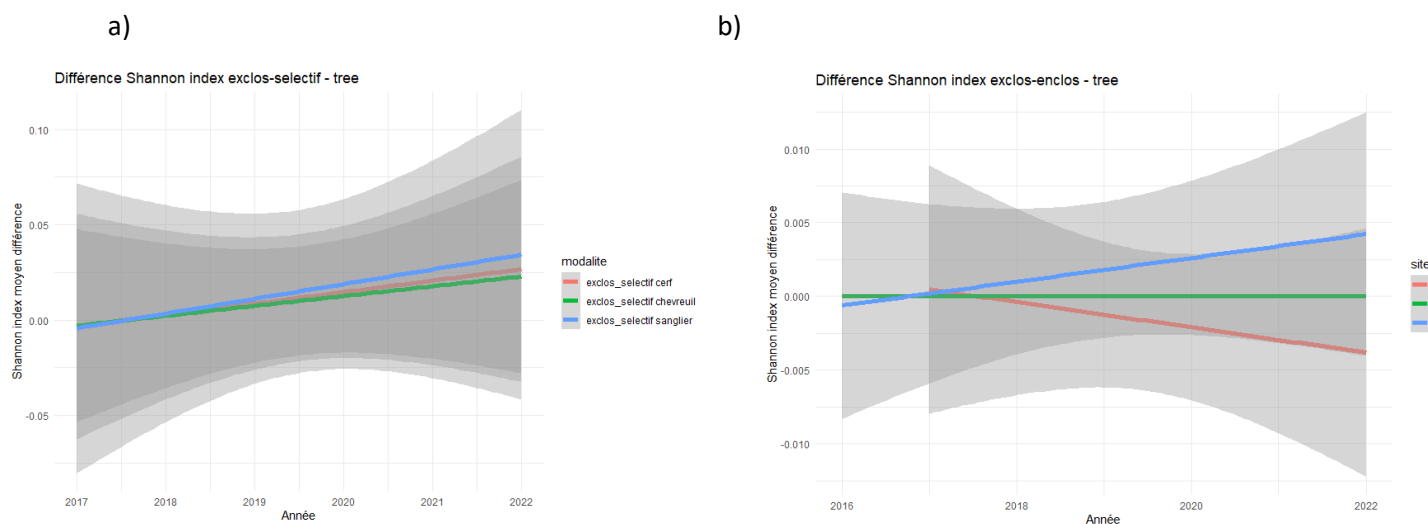 a)
b)
Différence Shannon index exclos-selectif - tree
Shannon index moyen différence
0.10
0.05
0.00
-0.05
2017 2018 2019 2020 2021 2022
Année
modalite
exclos_selectif cerf
exclos_selectif chevreuil
exclos_selectif sanglier
Différence Shannon index exclos-enclos - tree
Shannon index moyen différence
0.010
0.005
0.000
-0.005
-0.010
2016 2018 2020 2022
Année
site